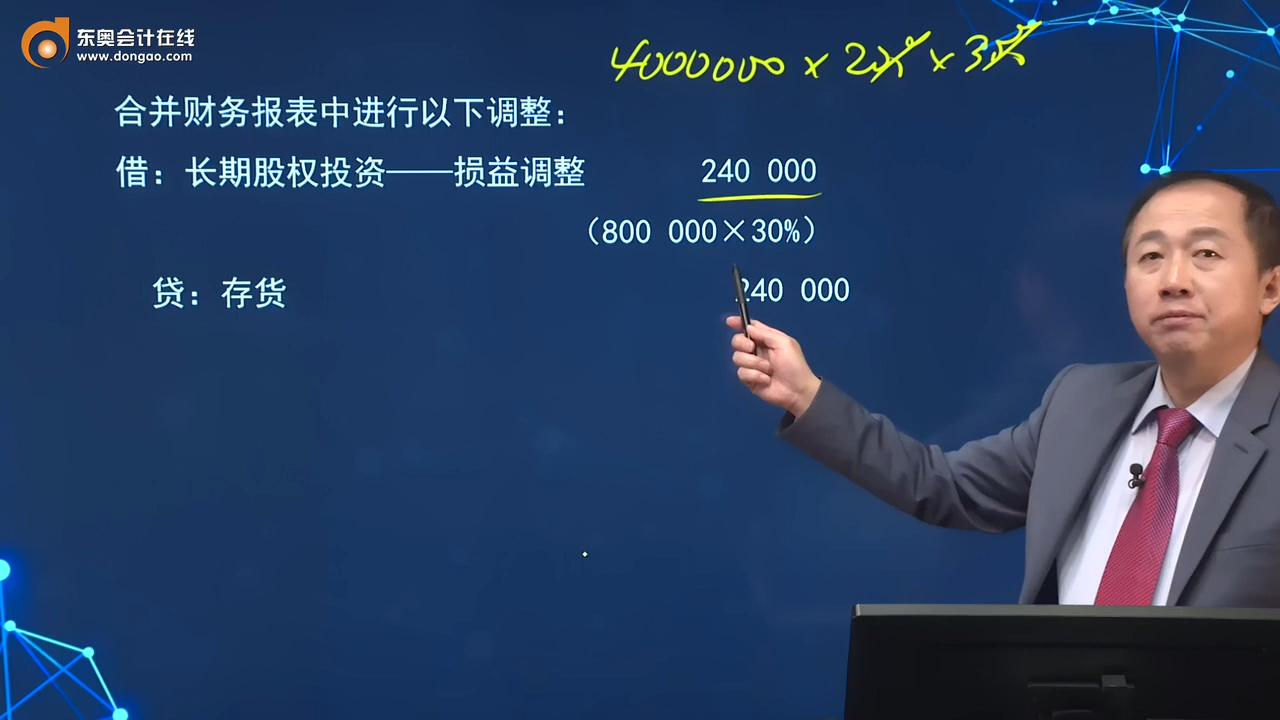 东奥会计在线
www.dongao.com
4000000 × 20% × 30%
合并财务报表中进行以下调整：
借：长期股权投资——损益调整 240 000
（800 000×30%）
贷：存货 240 000